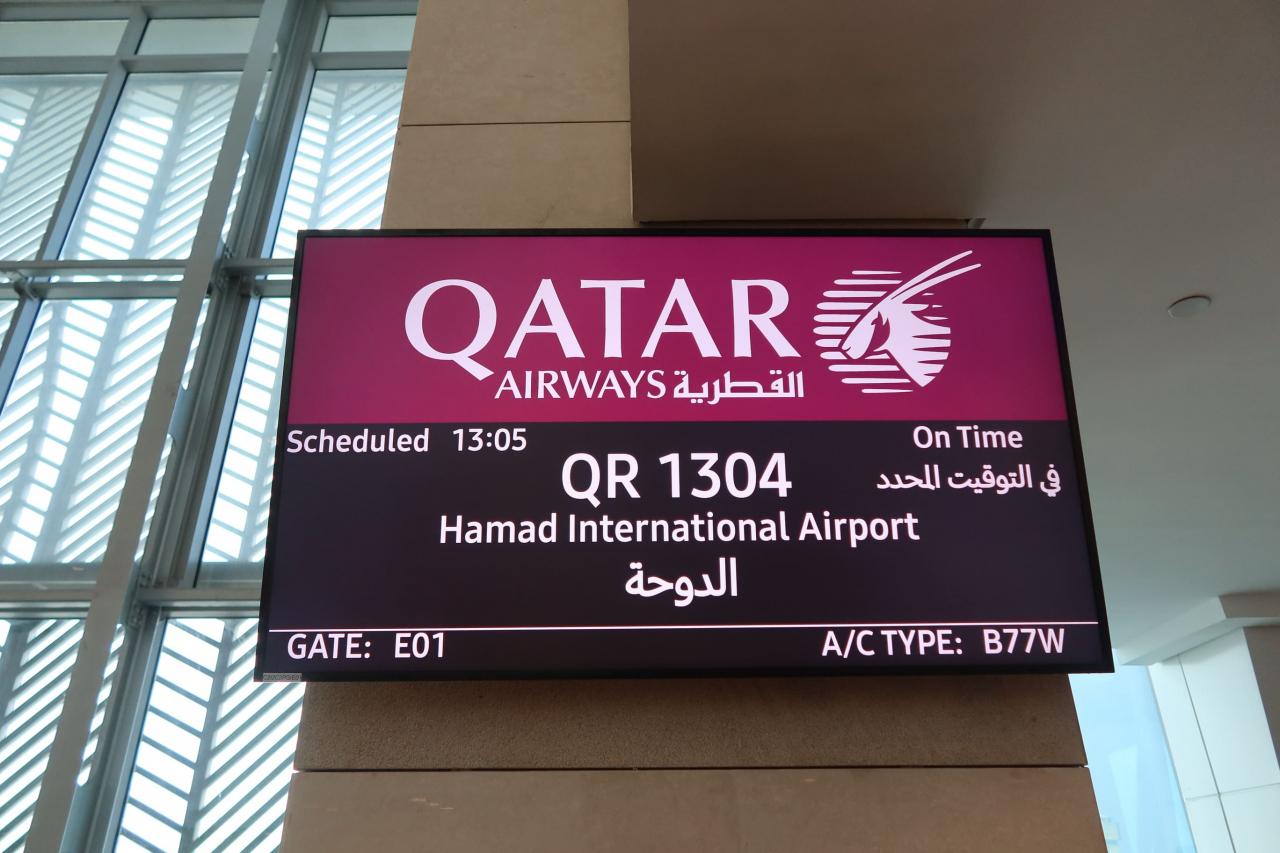 QATAR
AIRWAYS القطرية
Scheduled 13:05
On Time
QR 1304
في التوقيت المحدد
Hamad International Airport
الدوحة
GATE: E01
A/C TYPE: B77W